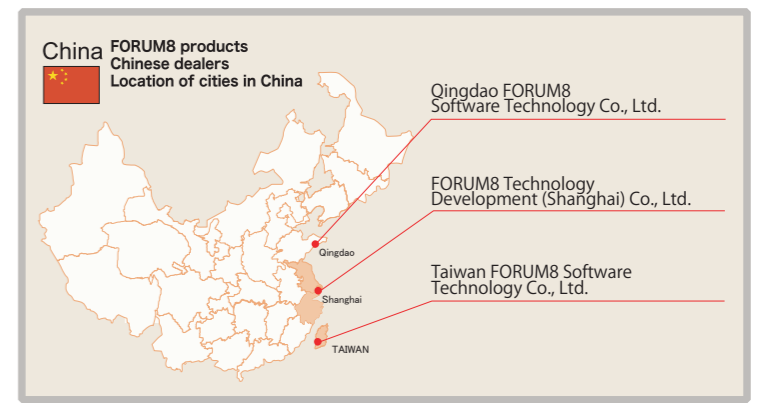 China
FORUM8 products
Chinese dealers
Location of cities in China
Qingdao FORUM8
Software Technology Co., Ltd.
FORUM8 Technology
Development (Shanghai) Co., Ltd.
Taiwan FORUM8 Software
Technology Co., Ltd.
Qingdao
Shanghai
TAIWAN